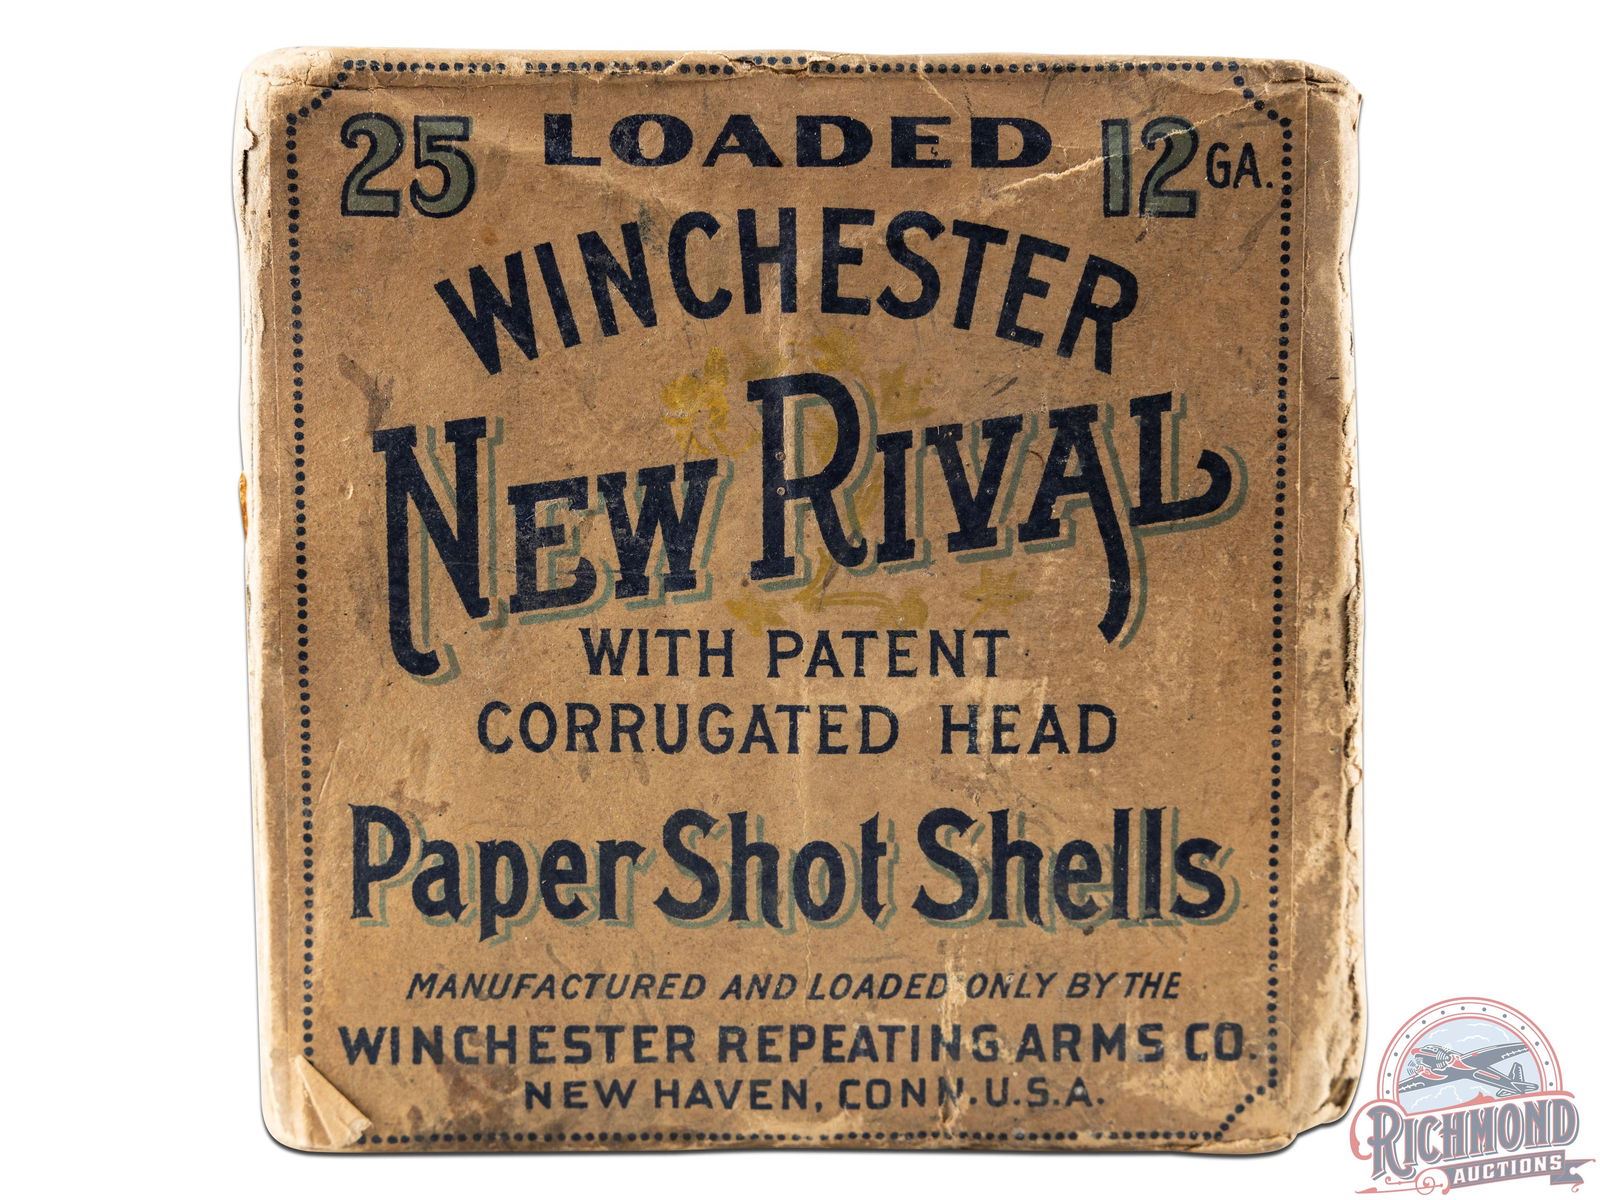 25 LOADED 12 GA.
WINCHESTER
NEW RIVAL
WITH PATENT
CORRUGATED HEAD
Paper Shot Shells
MANUFACTURED AND LOADED ONLY BY THE
WINCHESTER REPEATING ARMS CO.
NEW HAVEN, CONN. U.S.A.
RICHMOND
AUCTIONS